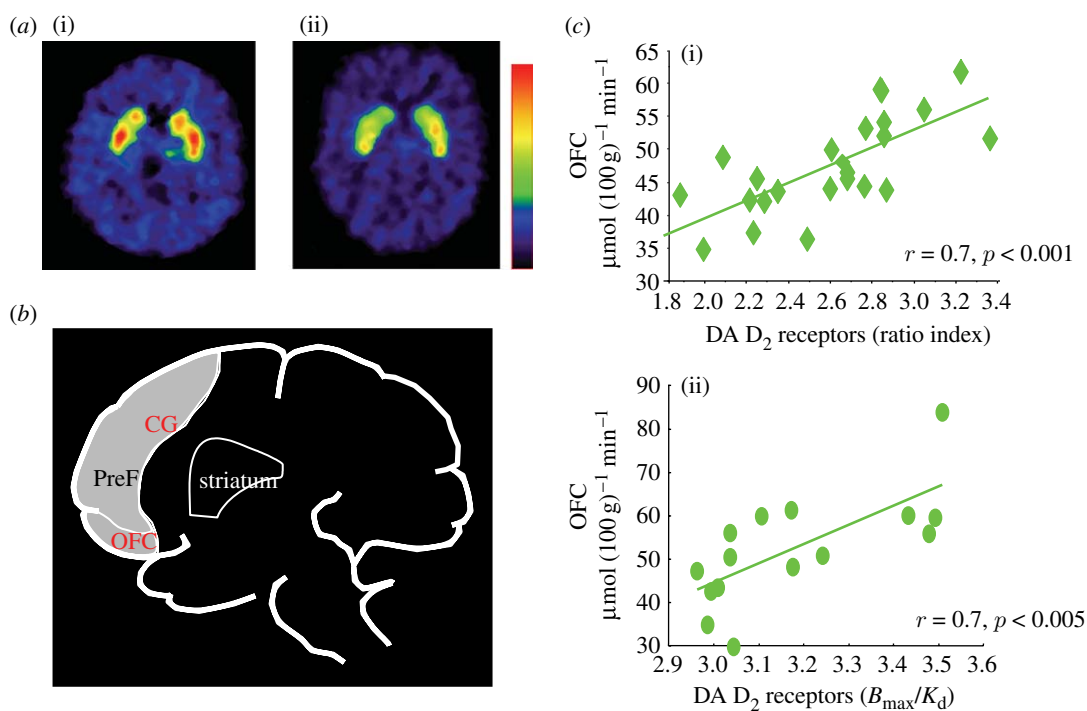 (a) (i) (ii)
(b)
CG
PreF
striatum
OFC
(c)
(i)
65
60
55
50
45
40
35
30
OFC
μmol (100 g)⁻¹ min⁻¹
r = 0.7, p < 0.001
1.8 2.0 2.2 2.4 2.6 2.8 3.0 3.2 3.4
DA D₂ receptors (ratio index)
(ii)
90
80
70
60
50
40
30
OFC
μmol (100 g)⁻¹ min⁻¹
r = 0.7, p < 0.005
2.9 3.0 3.1 3.2 3.3 3.4 3.5 3.6
DA D₂ receptors (Bmax/Kd)